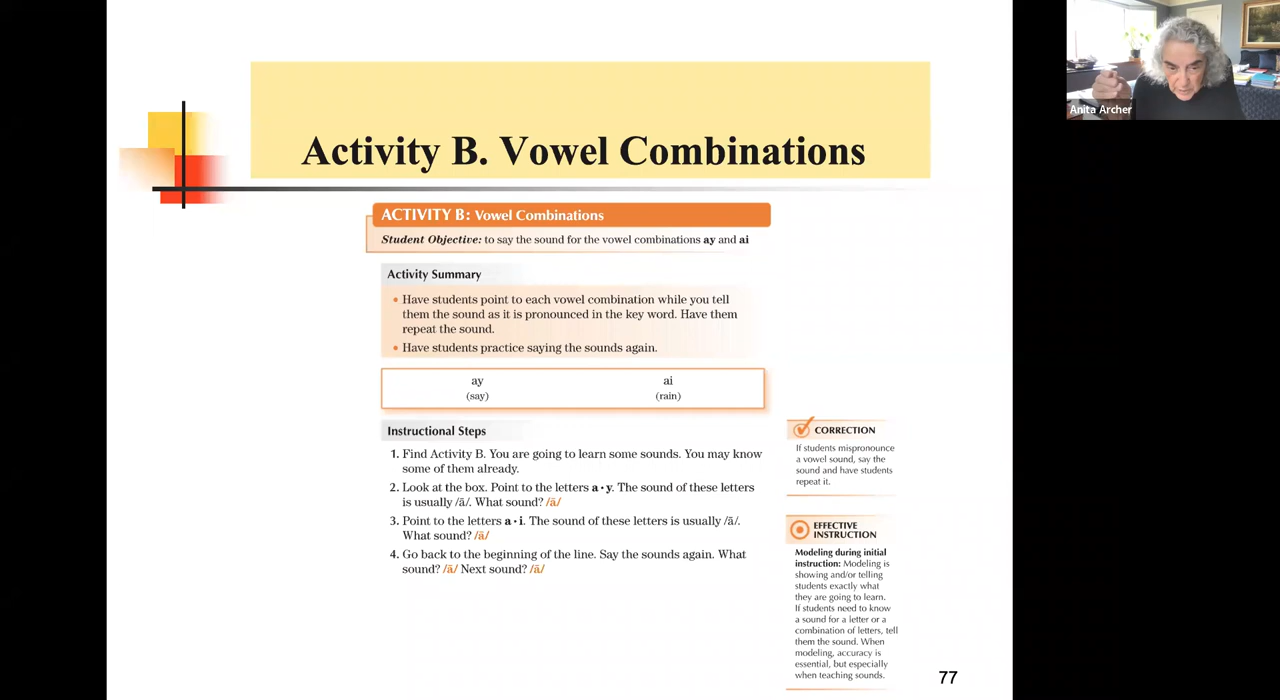 Activity B. Vowel Combinations
ACTIVITY B: Vowel Combinations
Student Objective: to say the sound for the vowel combinations ay and ai
Activity Summary
• Have students point to each vowel combination while you tell
them the sound as it is pronounced in the key word. Have them
repeat the sound.
• Have students practice saying the sounds again.
ay ai
(say) (rain)
Instructional Steps
1. Find Activity B. You are going to learn some sounds. You may know
some of them already.
2. Look at the box. Point to the letters a • y. The sound of these letters
is usually /ā/. What sound? /ā/
3. Point to the letters a • i. The sound of these letters is usually /ā/.
What sound? /ā/
4. Go back to the beginning of the line. Say the sounds again. What
sound? /ā/ Next sound? /ā/
CORRECTION
If students mispronounce
a vowel sound, say the
sound and have students
repeat it.
EFFECTIVE
INSTRUCTION
Modeling during initial
instruction: Modeling is
showing and/or telling
students exactly what
they are going to learn.
If students need to know
a sound for a letter or a
combination of letters, tell
them the sound. When
modeling, accuracy is
essential, but especially
when teaching sounds.
77
Anita Archer